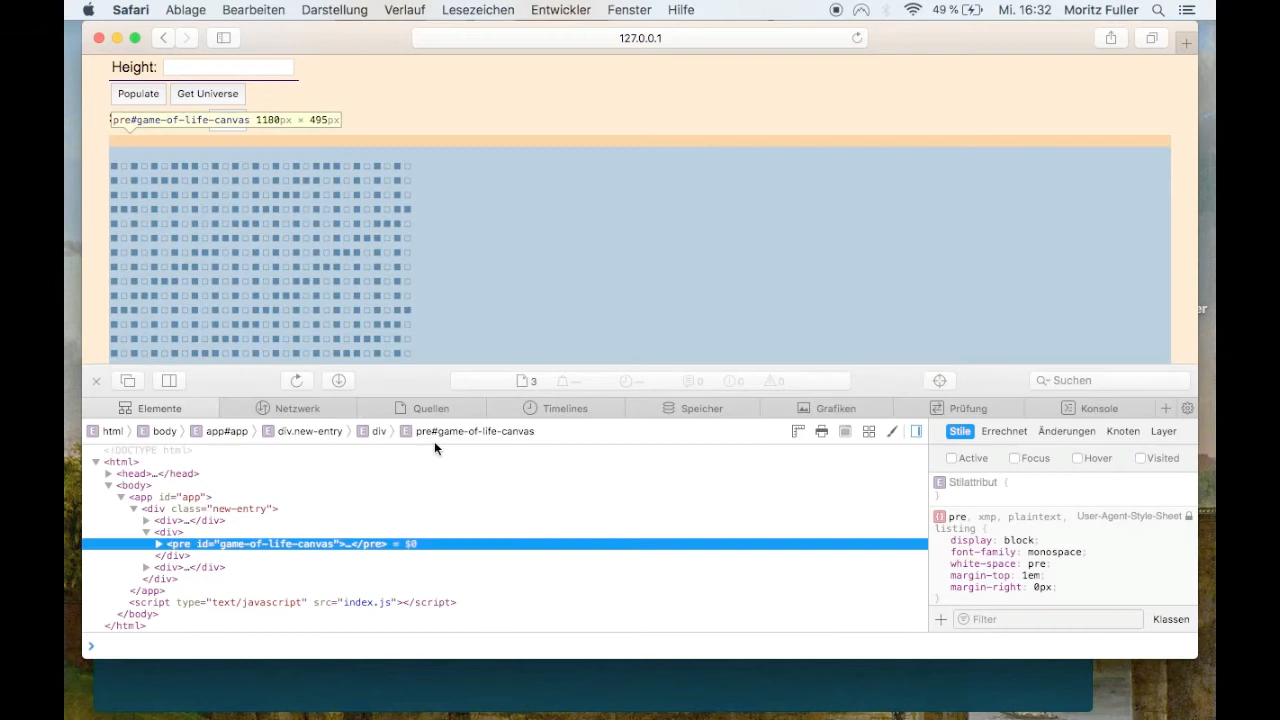 Safari Ablage Bearbeiten Darstellung Verlauf Lesezeichen Entwickler Fenster Hilfe 49 % Mi. 16:32 Moritz Fuller
127.0.0.1
Height:
Populate Get Universe
pre#game-of-life-canvas 1180px × 495px
er
3 — — 0 0 0 Suchen
Elemente Netzwerk Quellen Timelines Speicher Grafiken Prüfung Konsole
E html E body E app#app E div.new-entry E div E pre#game-of-life-canvas Stile Errechnet Änderungen Knoten Layer
Active Focus Hover Visited
<!DOCTYPE html>
<html>
<head>…</head>
<body>
<app id="app">
<div class="new-entry">
<div>…</div>
<div>
<pre id="game-of-life-canvas">…</pre> = $0
</div>
<div>…</div>
</div>
</app>
<script type="text/javascript" src="index.js"></script>
</body>
</html>
E Stilattribut {
}
pre, xmp, plaintext, User-Agent-Style-Sheet
listing {
display: block;
font-family: monospace;
white-space: pre;
margin-top: 1em;
margin-right: 0px;
}
Filter Klassen